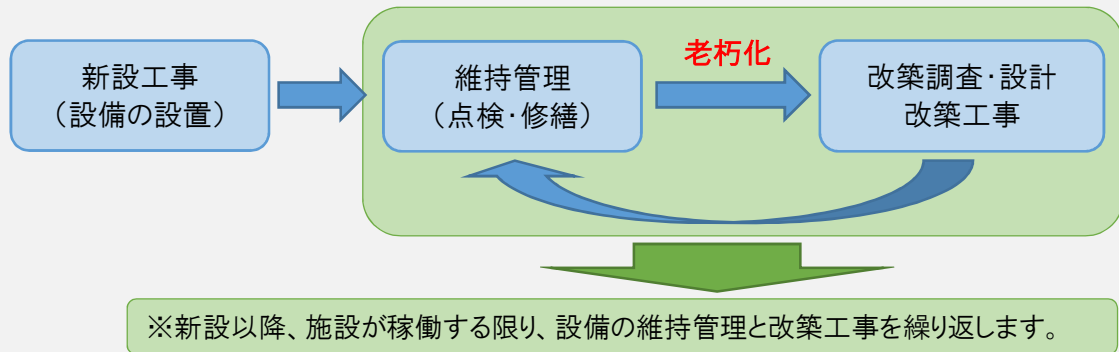 新設工事
（設備の設置）
維持管理
（点検・修繕）
老朽化
改築調査・設計
改築工事
※新設以降、施設が稼働する限り、設備の維持管理と改築工事を繰り返します。